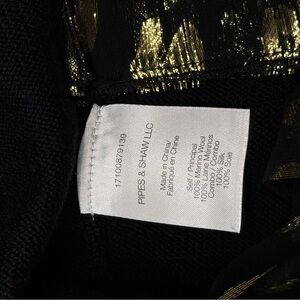 17100879139
PIPES & SHAW LLC
Made in China/
Fabriqué en Chine
Self / Principal
100% Merino Wool
100% Laine Mérinos
Combo / Combo
100% Silk
100% Soie